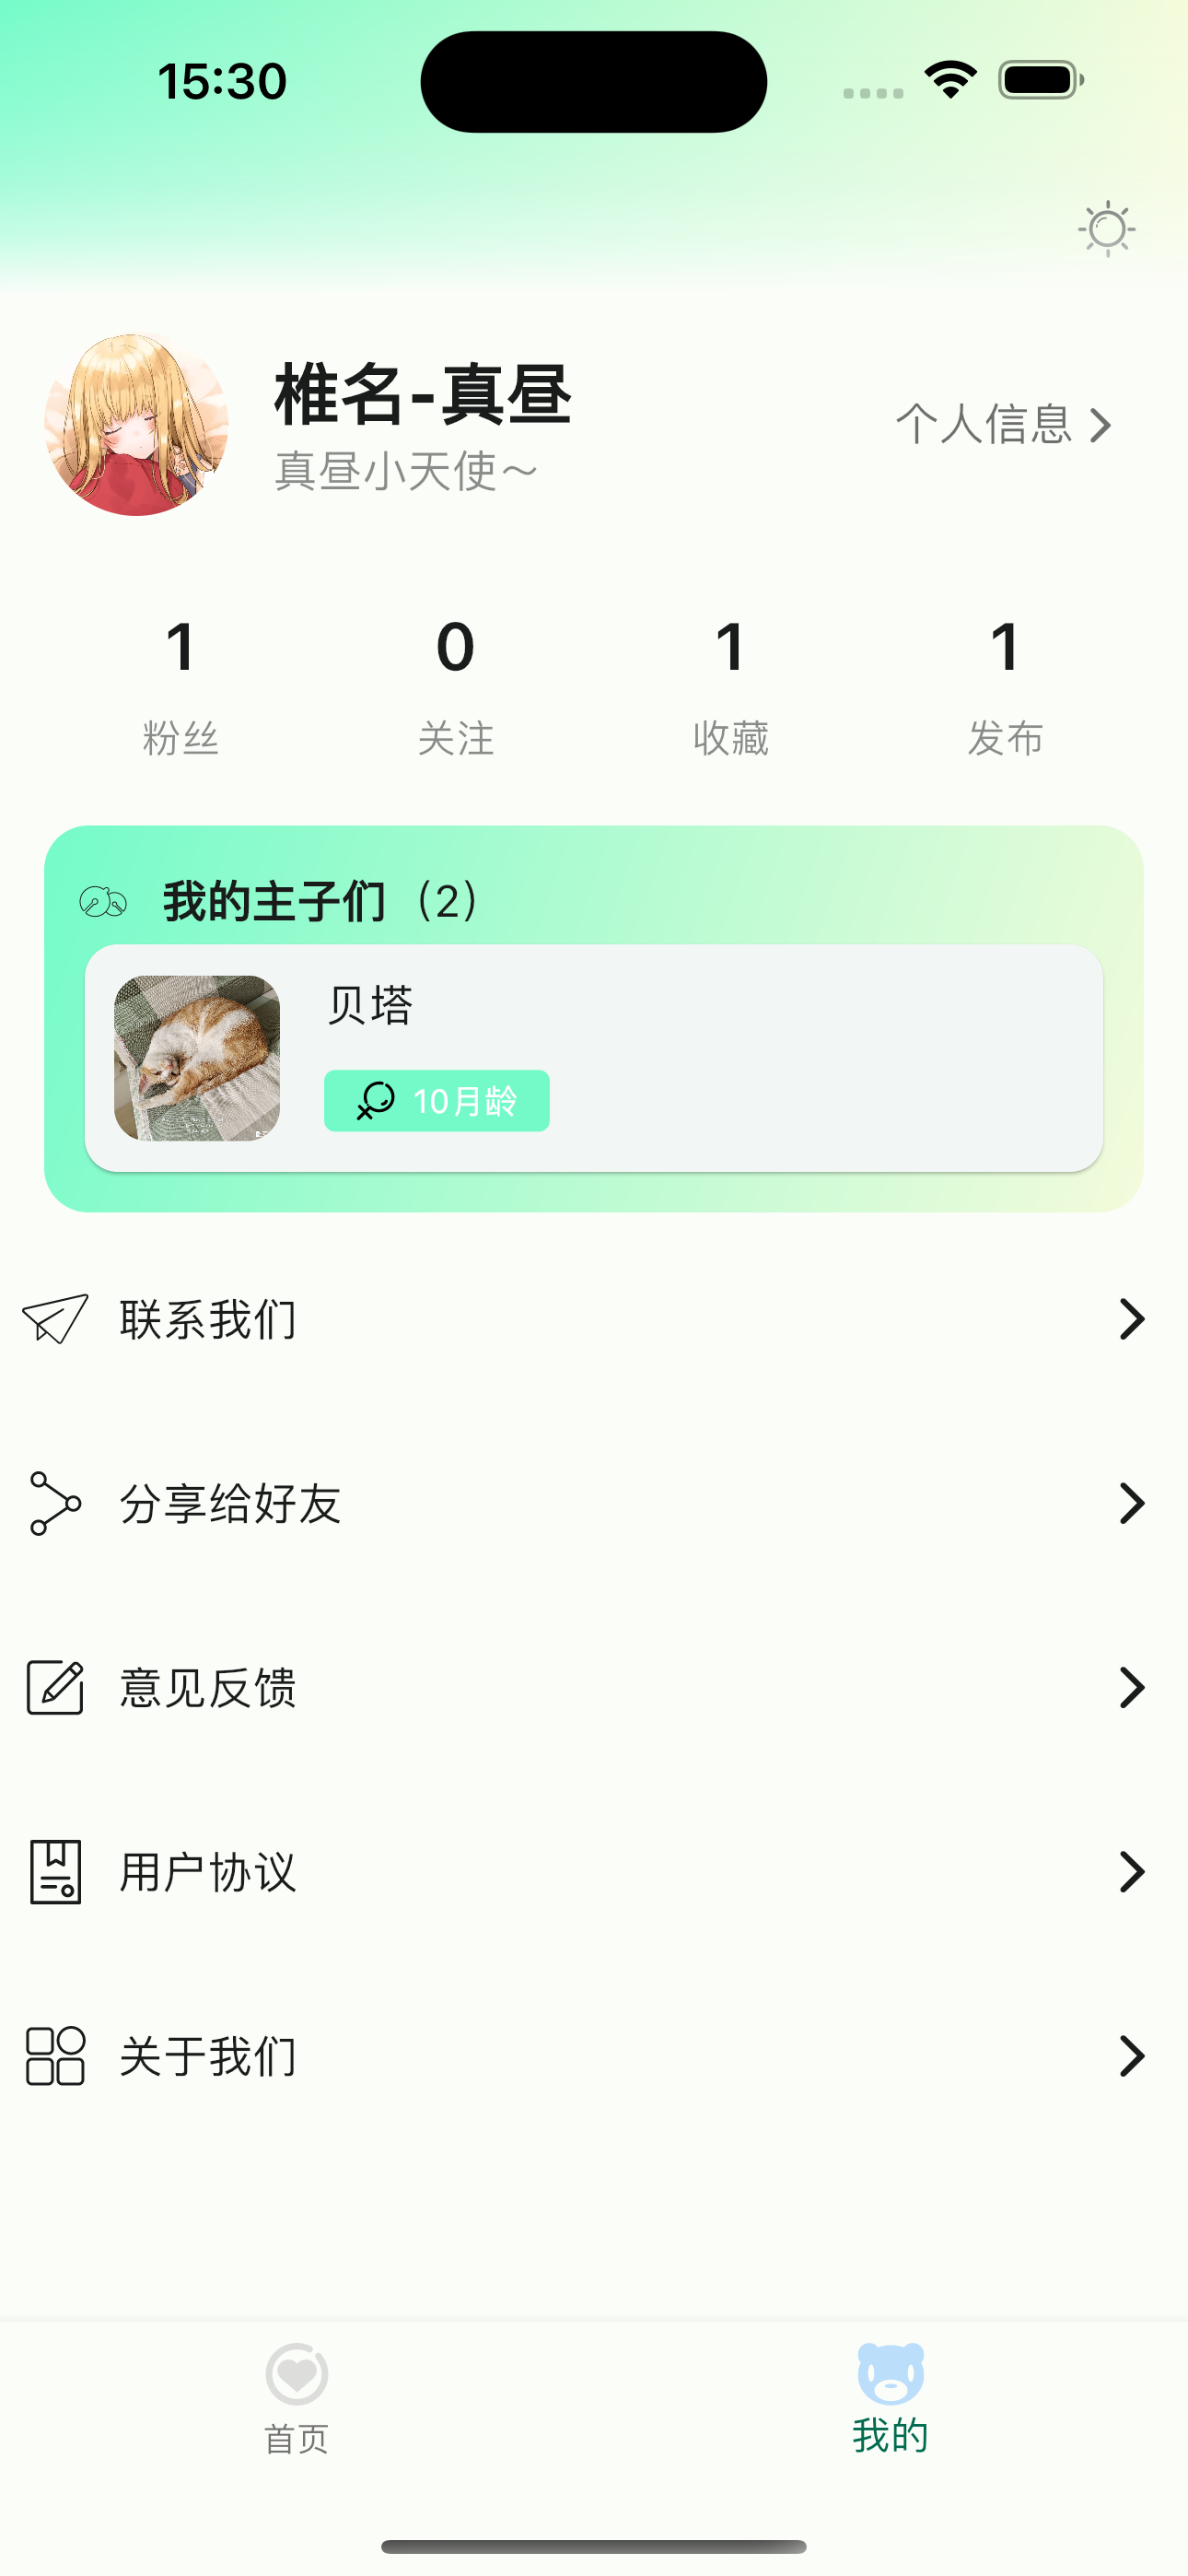 15:30
椎名-真昼
真昼小天使～
个人信息
1
0
1
1
粉丝
关注
收藏
发布
我的主子们（2）
贝塔
10月龄
联系我们
分享给好友
意见反馈
用户协议
关于我们
首页
我的